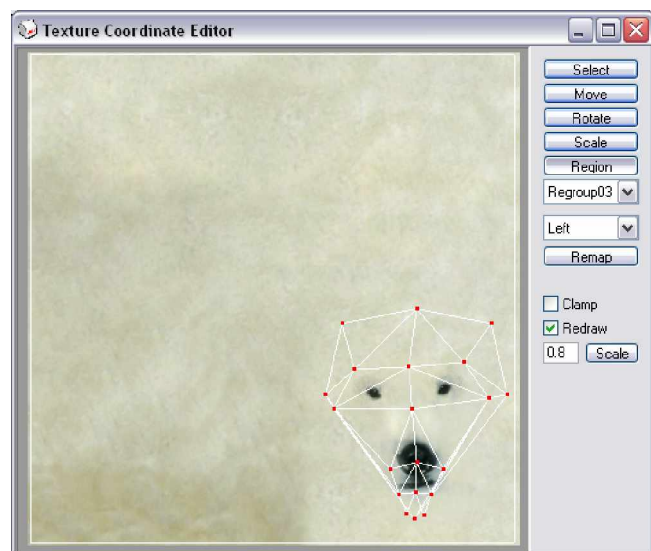 Texture Coordinate Editor
Select
Move
Rotate
Scale
Region
Regroup03
Left
Remap
Clamp
Redraw
0.8 Scale